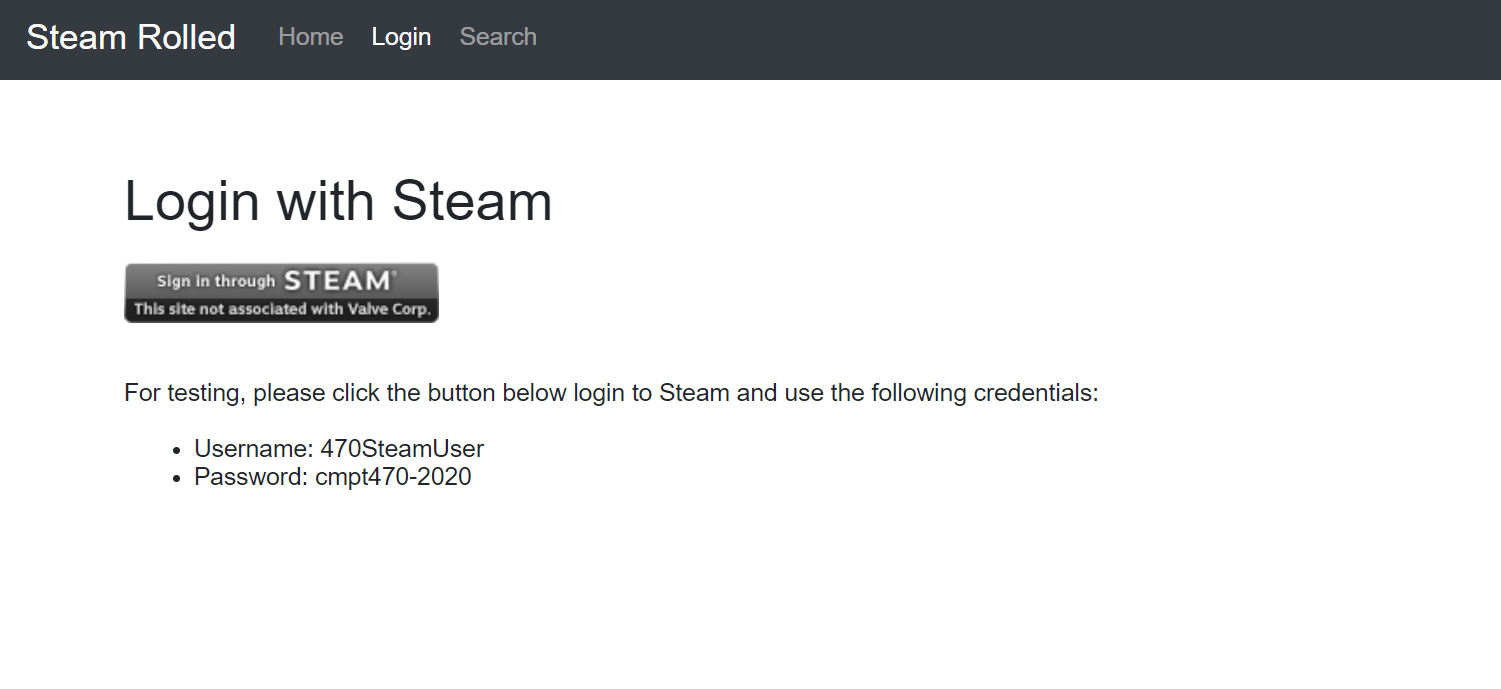 Steam Rolled Home Login Search
Login with Steam
Sign in through STEAM®
This site not associated with Valve Corp.
For testing, please click the button below login to Steam and use the following credentials:
• Username: 470SteamUser
• Password: cmpt470-2020